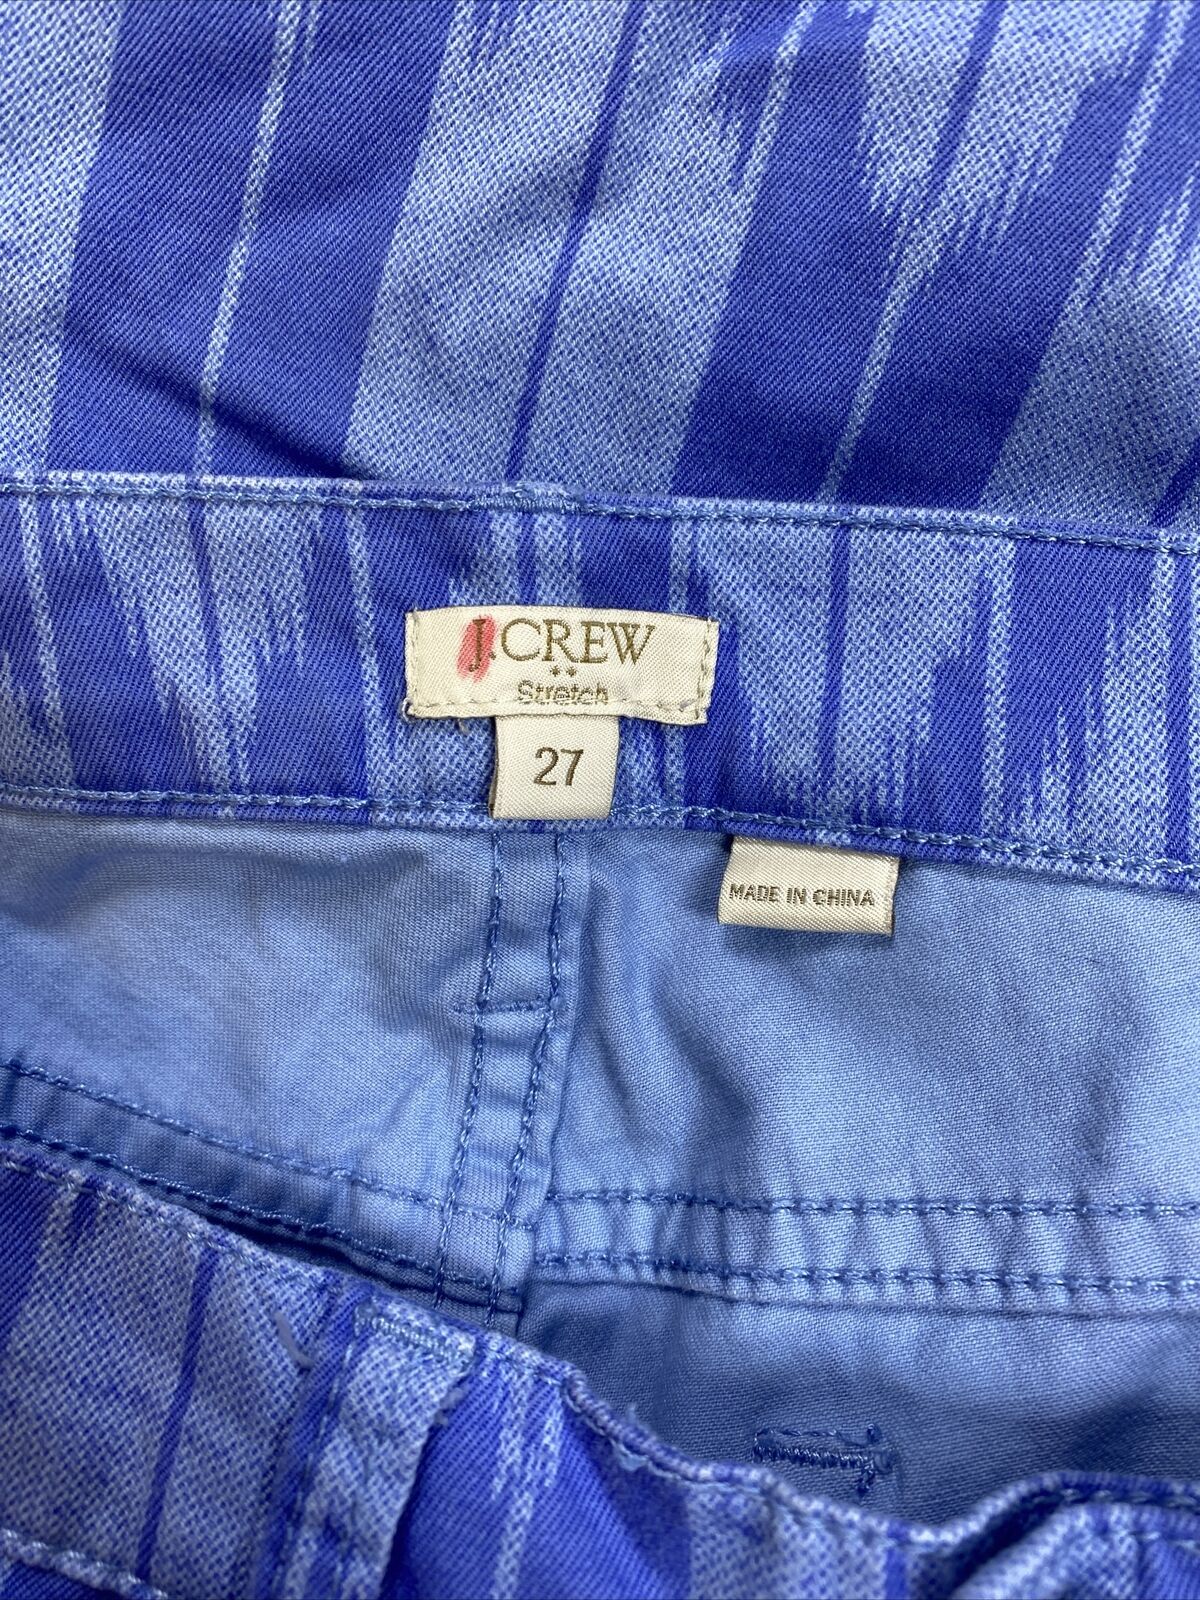 J.CREW
Stretch
27
MADE IN CHINA